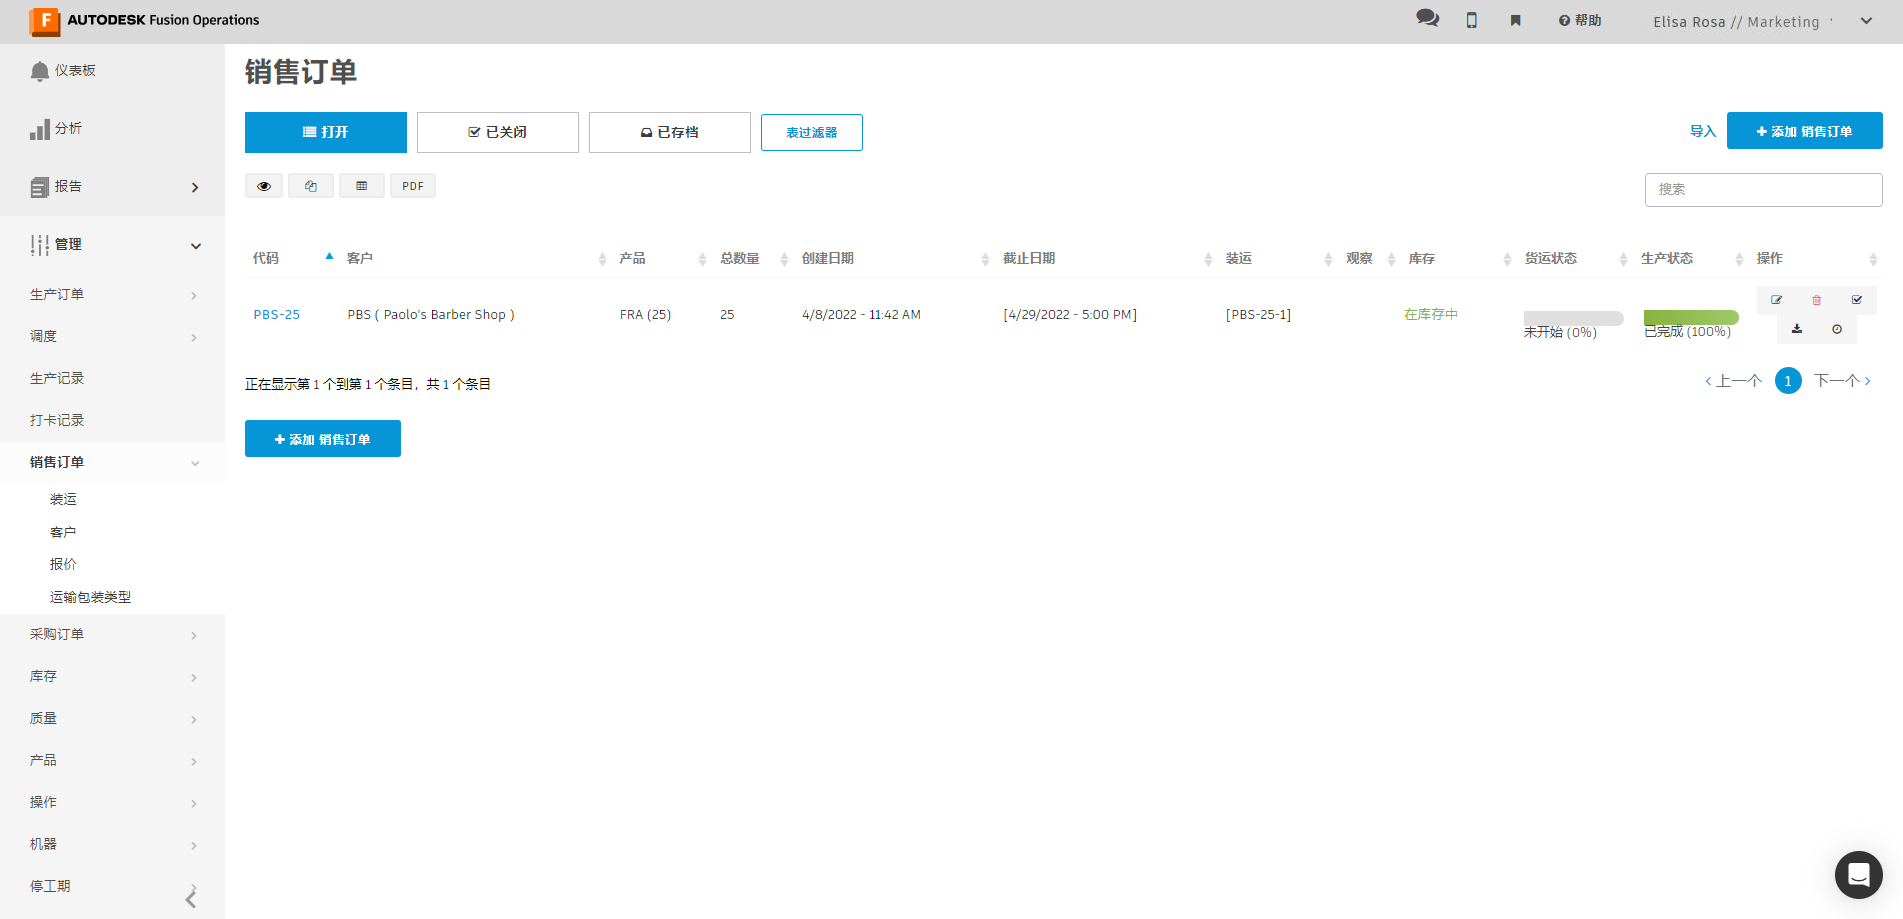 AUTODESK Fusion Operations
帮助
Elisa Rosa // Marketing
仪表板
分析
报告
管理
生产订单
调度
生产记录
打卡记录
销售订单
装运
客户
报价
运输包装类型
采购订单
库存
质量
产品
操作
机器
停工期
销售订单
打开 已关闭 已存档 表过滤器
导入 添加 销售订单
PDF
搜索
代码 客户 产品 总数量 创建日期 截止日期 装运 观察 库存 货运状态 生产状态 操作
PBS-25 PBS ( Paolo's Barber Shop ) FRA (25) 25 4/8/2022 - 11:42 AM [4/29/2022 - 5:00 PM] [PBS-25-1] 在库存中
未开始 (0%) 已完成 (100%)
正在显示第 1 个到第 1 个条目，共 1 个条目
上一个 1 下一个
添加 销售订单